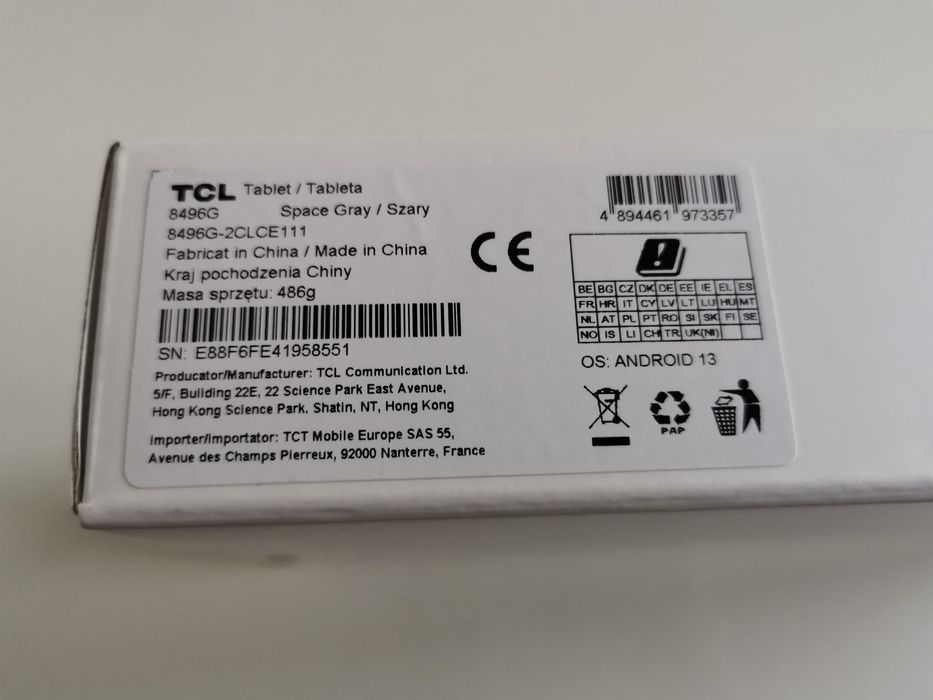 TCL Tablet / Tableta
8496G Space Gray / Szary
8496G-2CLCE111
Fabricat in China / Made in China
Kraj pochodzenia Chiny
Masa sprzętu: 486g
SN: E88F6FE41958551
Producator/Manufacturer: TCL Communication Ltd.
5/F, Building 22E, 22 Science Park East Avenue,
Hong Kong Science Park, Shatin, NT, Hong Kong
Importer/Importator: TCT Mobile Europe SAS 55,
Avenue des Champs Pierreux, 92000 Nanterre, France
CE
4 894461 973357
BE BG CZ DK DE EE IE EL ES
FR HR IT CY LV LT LU HU MT
NL AT PL PT RO SI SK FI SE
NO IS LI CH TR UK(NI)
OS: ANDROID 13
PAP